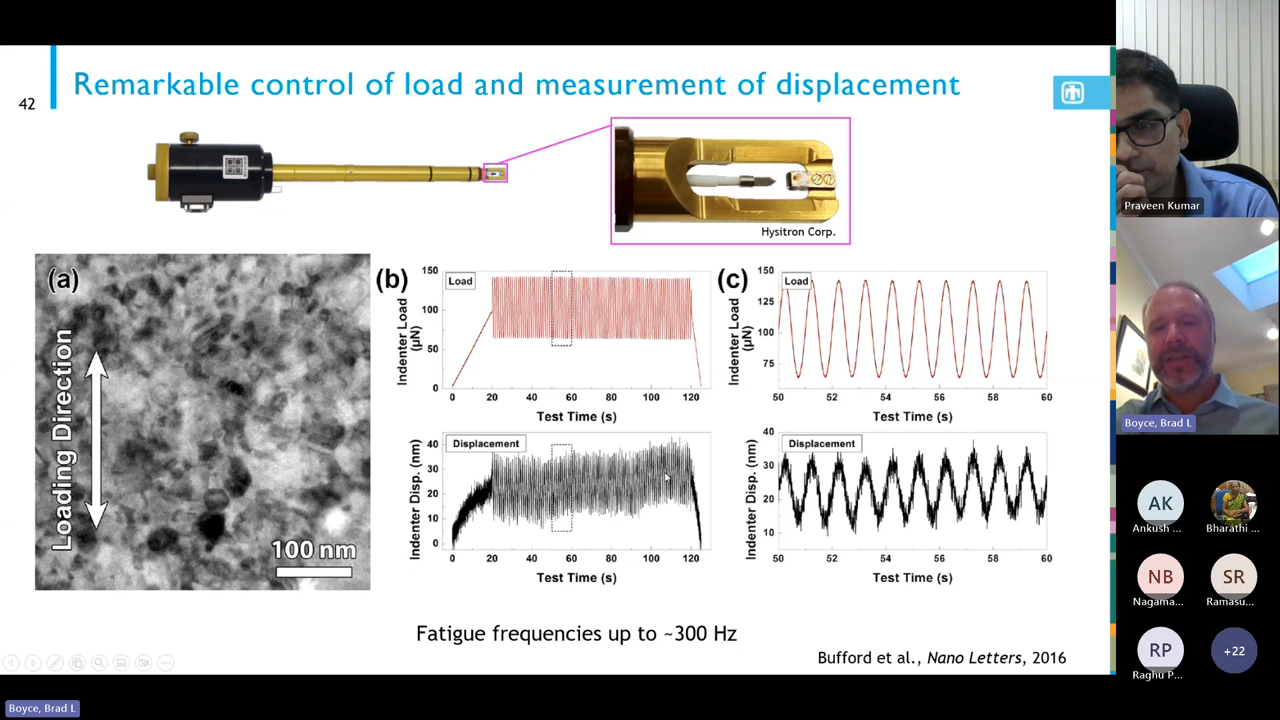 Remarkable control of load and measurement of displacement
42
Hysitron Corp.
(a)
Loading Direction
100 nm
(b)
Load
Indenter Load
(µN)
150
100
50
0
0 20 40 60 80 100 120
Test Time (s)
Displacement
Indenter Disp. (nm)
40
30
20
10
0
0 20 40 60 80 100 120
Test Time (s)
(c)
Load
Indenter Load
(µN)
150
125
100
75
50 52 54 56 58 60
Test Time (s)
Displacement
Indenter Disp. (nm)
40
30
20
10
50 52 54 56 58 60
Test Time (s)
Fatigue frequencies up to ~300 Hz
Bufford et al., Nano Letters, 2016
Boyce, Brad L
Praveen Kumar
Boyce, Brad L
AK
Ankush ...
Bharathi ...
NB
Nagama...
SR
Ramasu...
RP
Raghu P...
+22